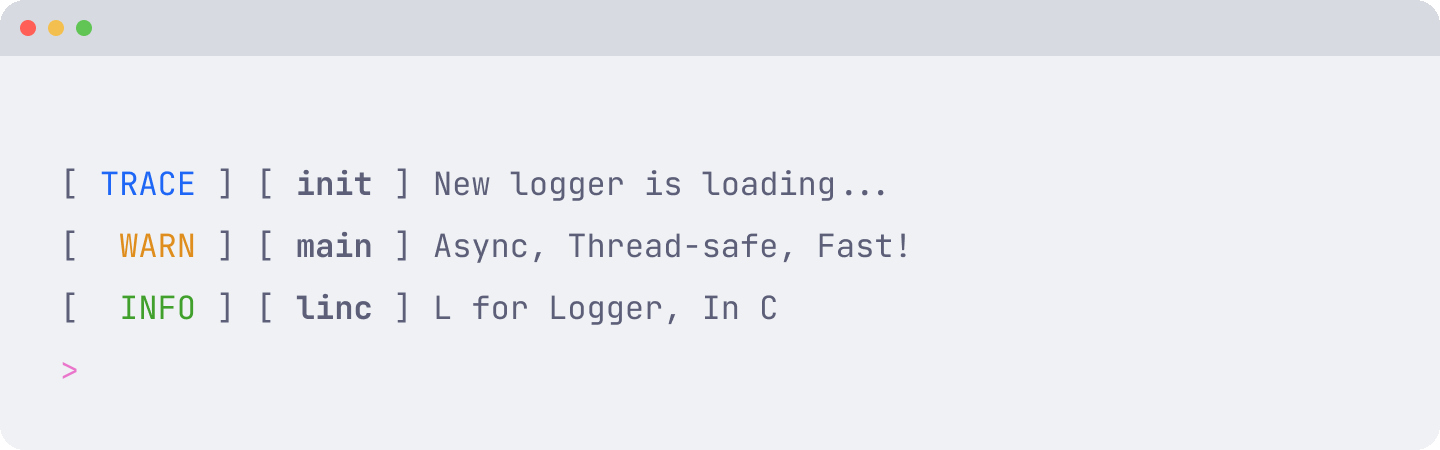 [ TRACE ] [ init ] New logger is loading...
[  WARN ] [ main ] Async, Thread-safe, Fast!
[  INFO ] [ linc ] L for Logger, In C
>